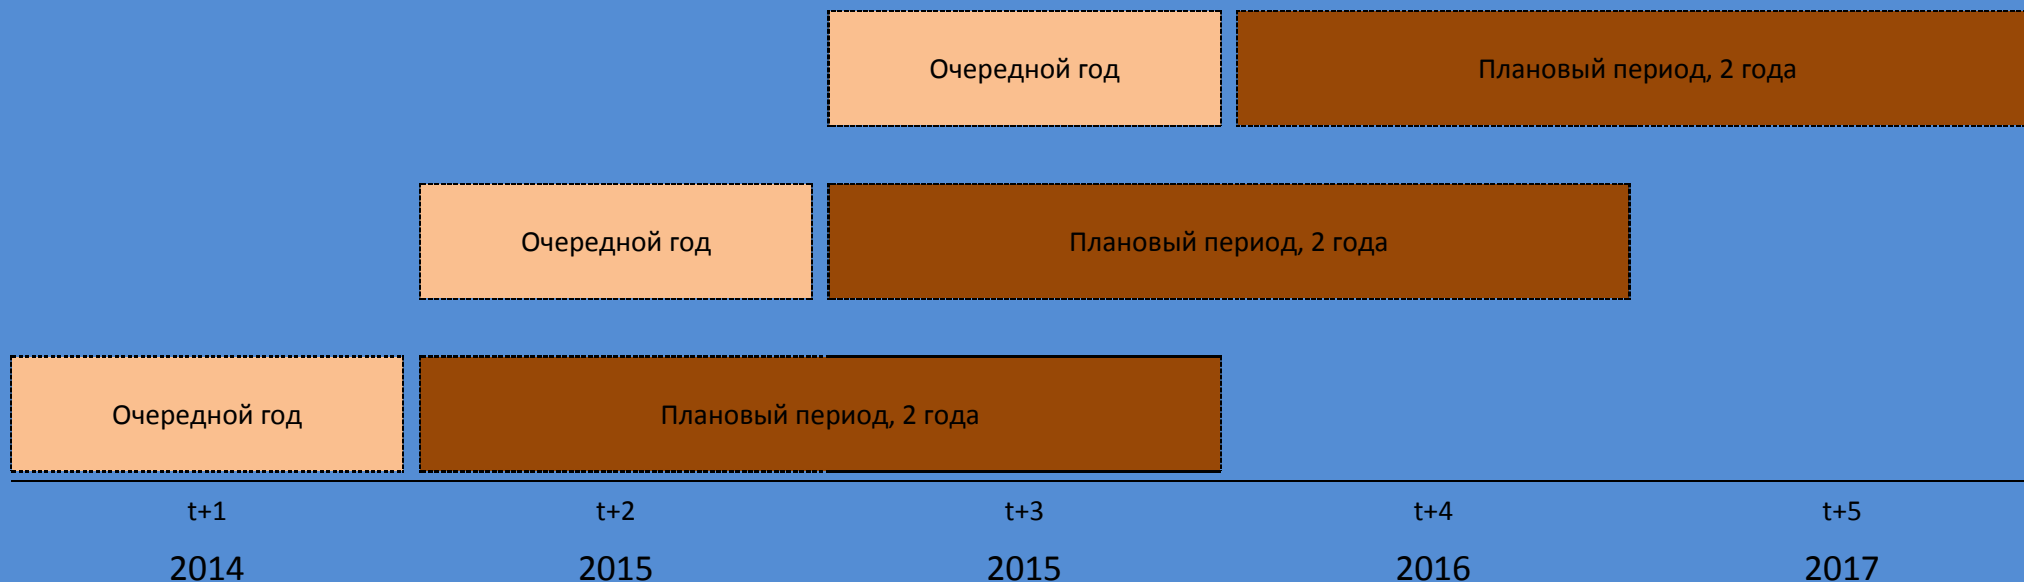 Очередной год
Плановый период, 2 года
Очередной год
Плановый период, 2 года
Очередной год
Плановый период, 2 года
t+1
t+2
t+3
t+4
t+5
2014
2015
2015
2016
2017